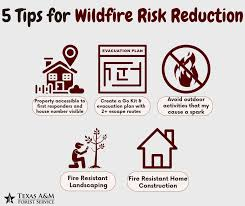 5 Tips for Wildfire Risk Reduction
EVACUATION PLAN
Property accessible to
first responders and
house number visible
Create a Go Kit &
evacuation plan with
2+ escape routes
Avoid outdoor
activities that my
cause a spark
Fire Resistant
Landscaping
Fire Resistant Home
Construction
TEXAS A&M
FOREST SERVICE